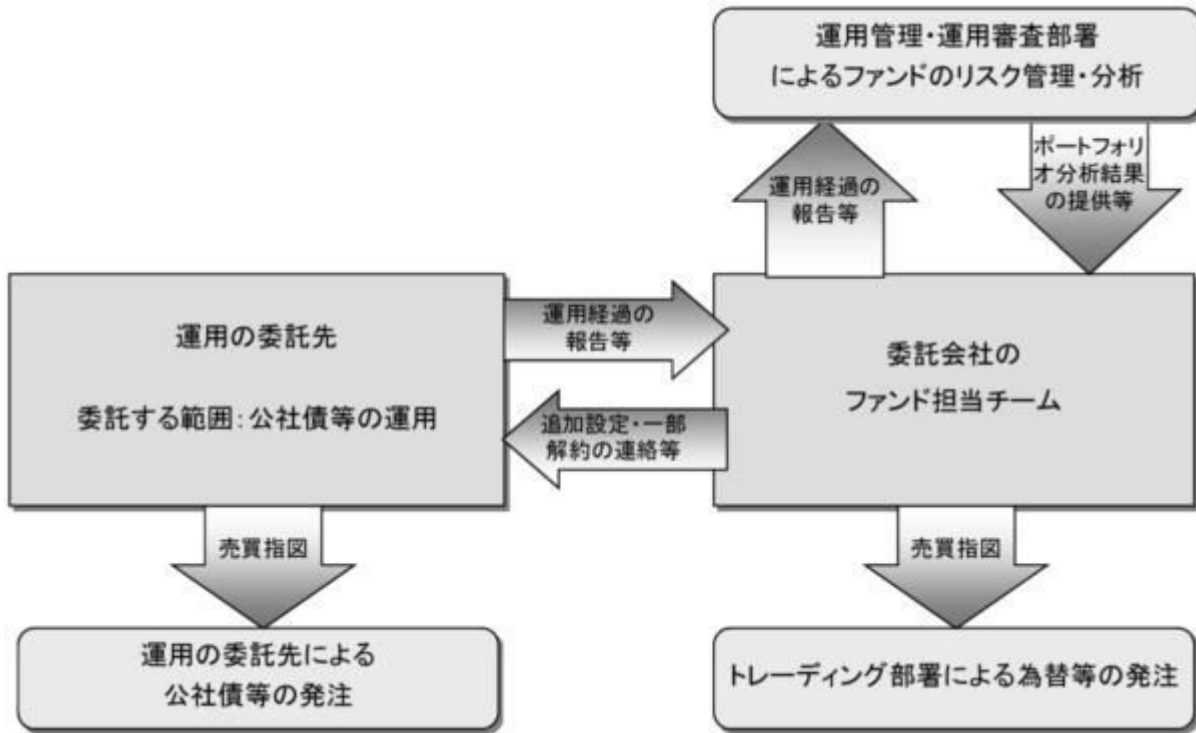 運用管理・運用審査部署
によるファンドのリスク管理・分析
運用経過の
報告等
ポートフォリ
オ分析結果
の提供等
運用の委託先
委託する範囲：公社債等の運用
運用経過の
報告等
追加設定・一部
解約の連絡等
委託会社の
ファンド担当チーム
売買指図
売買指図
運用の委託先による
公社債等の発注
トレーディング部署による為替等の発注